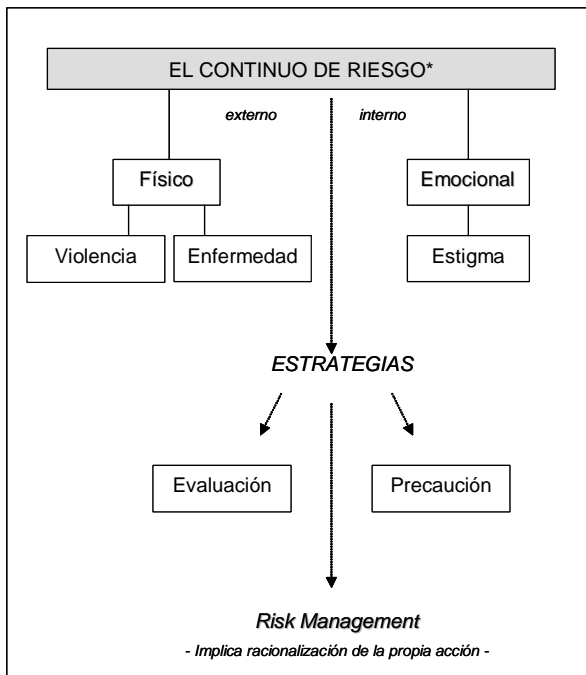 EL CONTINUO DE RIESGO*
externo
interno
Físico
Emocional
Violencia
Enfermedad
Estigma
ESTRATEGIAS
Evaluación
Precaución
Risk Management
- Implica racionalización de la propia acción -